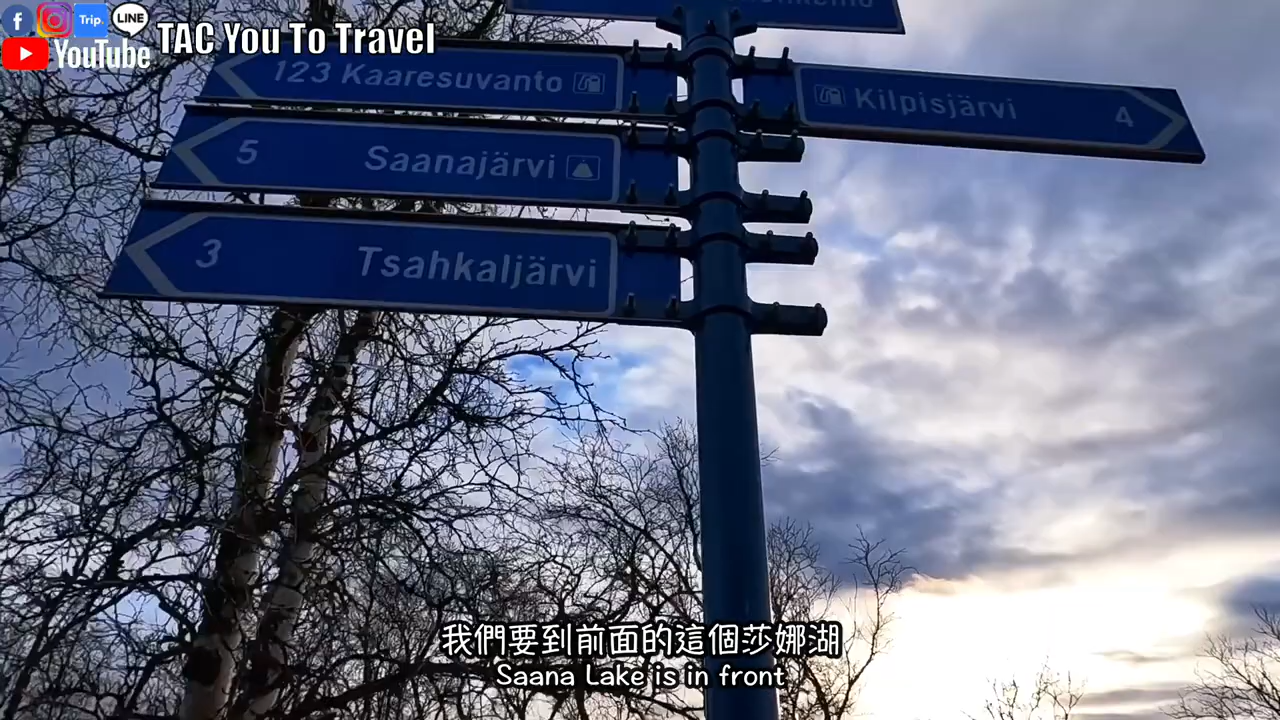 f
Trip.
LINE
YouTube
TAC You To Travel
123 Kaaresuvanto
Kilpisjärvi 4
5 Saanajärvi
3 Tsahkaljärvi
我們要到前面的這個莎娜湖
Saana Lake is in front